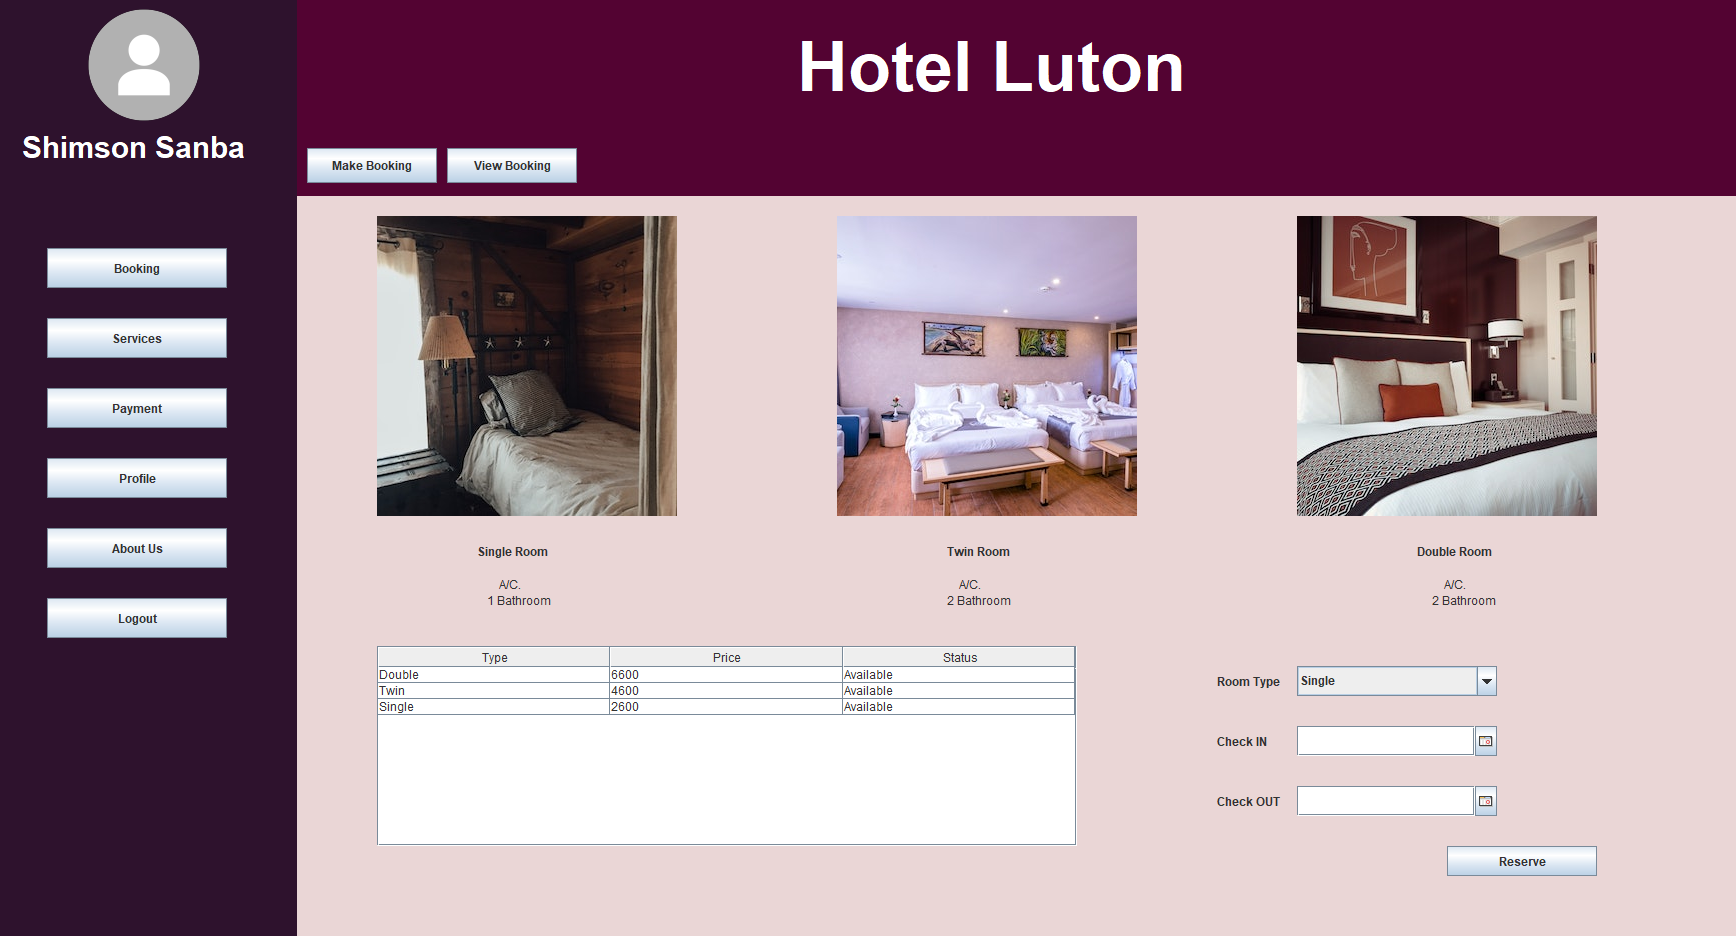 Shimson Sanba
Booking
Services
Payment
Profile
About Us
Logout
Hotel Luton
Make Booking View Booking
Single Room
A/C.
1 Bathroom
Twin Room
A/C.
2 Bathroom
Double Room
A/C.
2 Bathroom
Type Price Status
Double 6600 Available
Twin 4600 Available
Single 2600 Available
Room Type Single
Check IN
Check OUT
Reserve